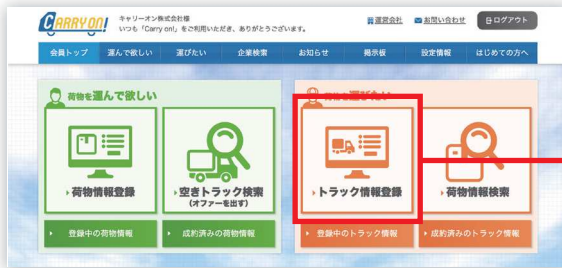 CARRY ON!
キャリーオン株式会社様
いつも「Carry on!」をご利用いただき、ありがとうございます。
運営会社
お問い合わせ
ログアウト
会員トップ
運んで欲しい
運びたい
企業検索
お知らせ
掲示板
設定情報
はじめての方へ
荷物を運んで欲しい
荷物を運びたい
荷物情報登録
空きトラック検索
(オファーを出す)
トラック情報登録
荷物情報検索
登録中の荷物情報
成約済みの荷物情報
登録中のトラック情報
成約済みのトラック情報